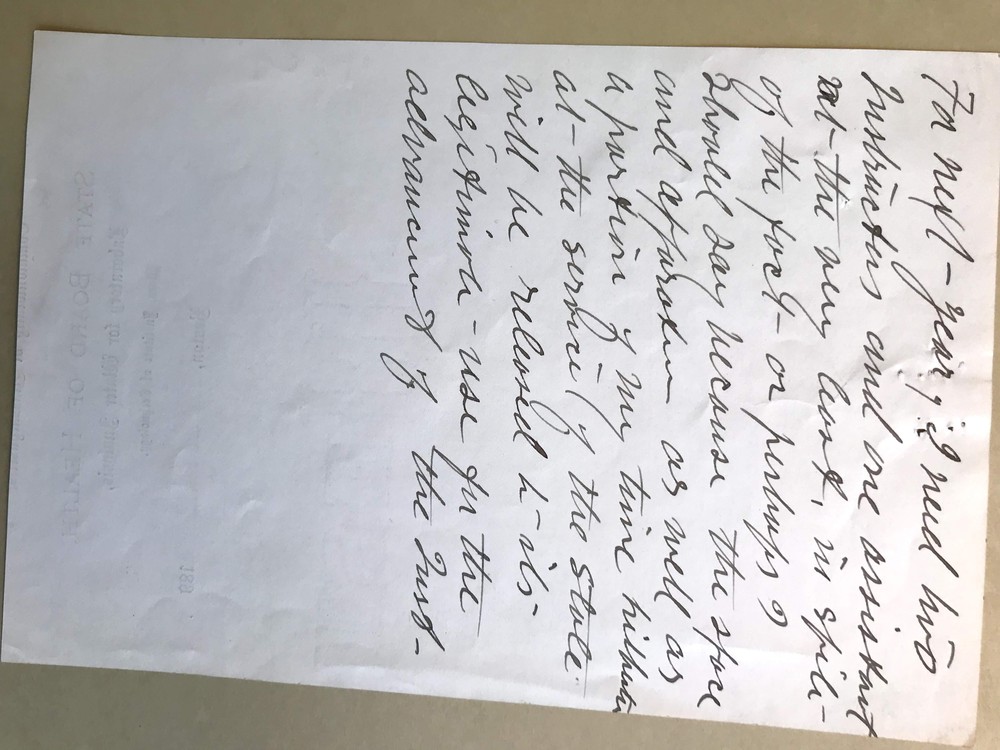 For next year, I need two
Instructors and one assistant
at the very least, in spite
of the fact - or perhaps I
should say because the space
and apparatus as well as
a portion of my time hitherto
at the service of the state
will be released to its
legitimate use for the
advancement of the Inst.
STATE BOARD OF HEALTH
188